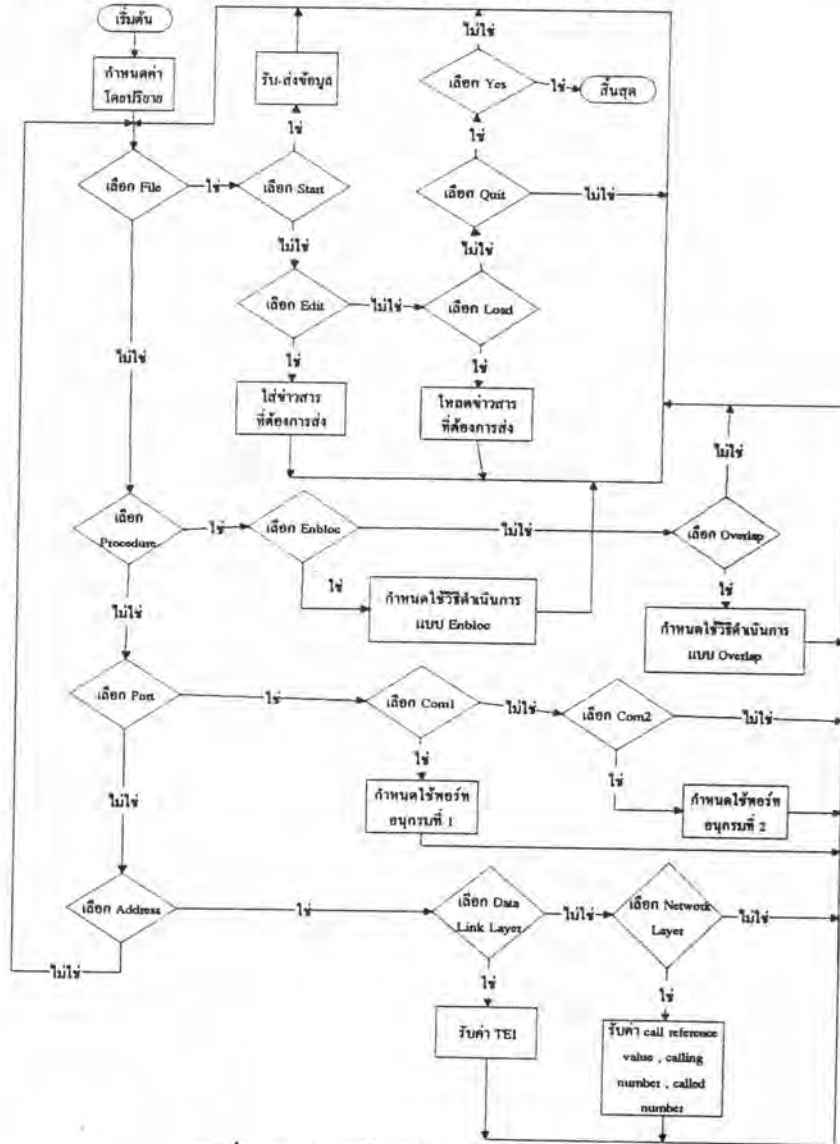 เริ่มต้น
กำหนดค่า
โดยปริยาย
รับ-ส่งข้อมูล
ไม่ใช่
เลือก Yes
ใช่
สิ้นสุด
ใช่
ใช่
เลือก File
ใช่
เลือก Start
เลือก Quit
ไม่ใช่
ไม่ใช่
ไม่ใช่
เลือก Edit
ไม่ใช่
เลือก Load
ไม่ใช่
ใช่
ใช่
ใส่ข่าวสาร
ที่ต้องการส่ง
โหลดข่าวสาร
ที่ต้องการส่ง
ไม่ใช่
เลือก
Procedure
ใช่
เลือก Enbloc
ไม่ใช่
เลือก Overlap
ใช่
ใช่
กำหนดใช้วิธีดำเนินการ
แบบ Enbloc
กำหนดใช้วิธีดำเนินการ
แบบ Overlap
ไม่ใช่
เลือก Port
ใช่
เลือก Com1
ไม่ใช่
เลือก Com2
ไม่ใช่
ใช่
ใช่
กำหนดใช้พอร์ท
อนุกรมที่ 1
กำหนดใช้พอร์ท
อนุกรมที่ 2
ไม่ใช่
เลือก Address
ใช่
เลือก Data
Link Layer
ไม่ใช่
เลือก Network
Layer
ไม่ใช่
ไม่ใช่
ใช่
ใช่
รับค่า TEI
รับค่า call reference
value , calling
number , called
number